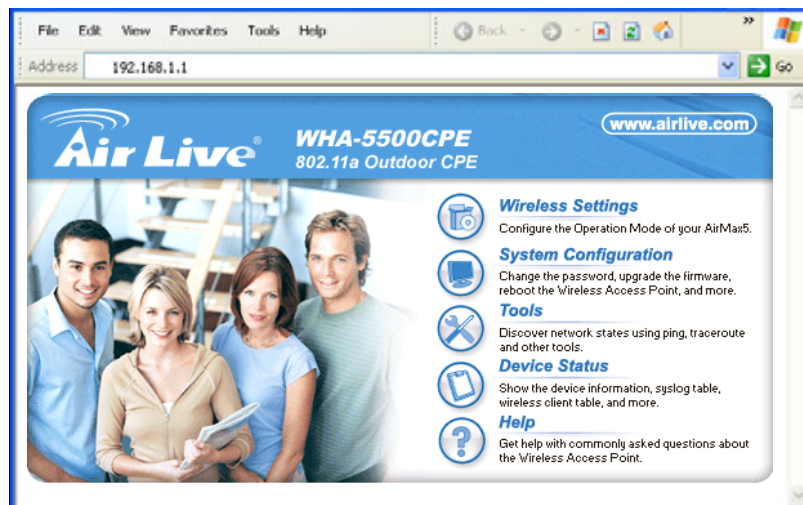 File Edit View Favorites Tools Help Back »
Address 192.168.1.1 Go
Air Live®
WHA-5500CPE
802.11a Outdoor CPE
www.airlive.com
Wireless Settings
Configure the Operation Mode of your AirMax5.
System Configuration
Change the password, upgrade the firmware,
reboot the Wireless Access Point, and more.
Tools
Discover network states using ping, traceroute
and other tools.
Device Status
Show the device information, syslog table,
wireless client table, and more.
Help
Get help with commonly asked questions about
the Wireless Access Point.